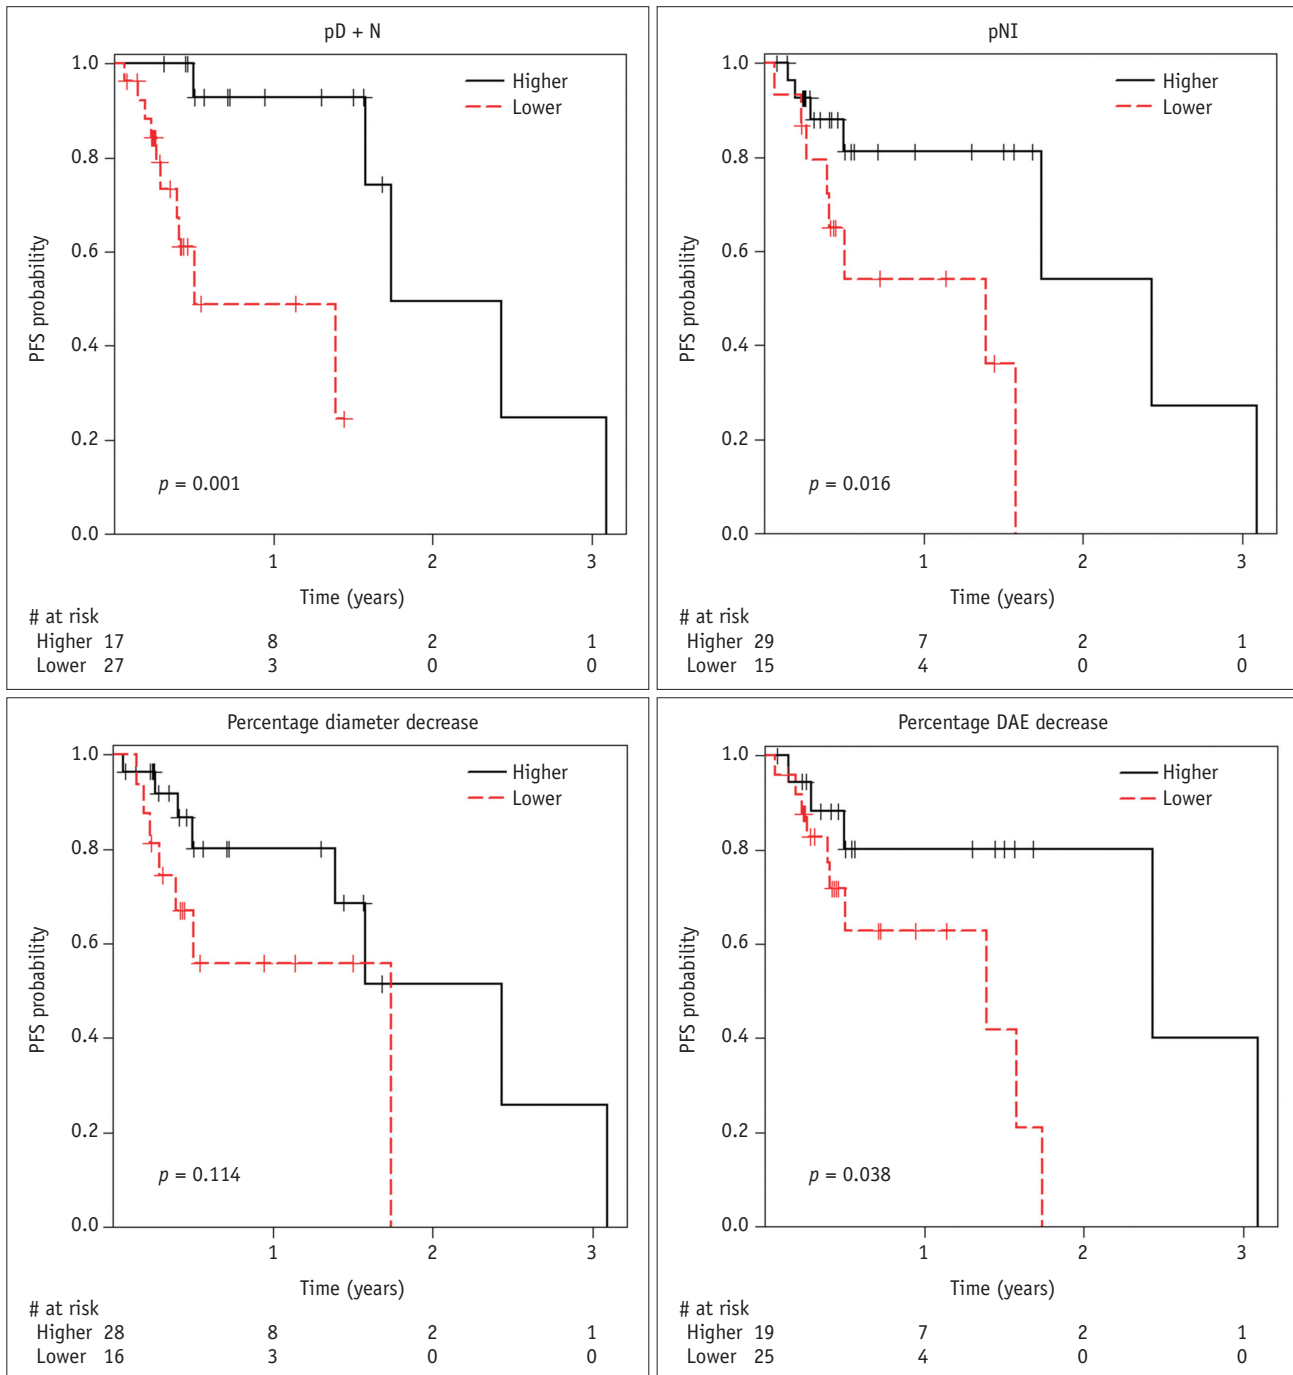 pD + N
1.0
0.8
0.6
0.4
0.2
0.0
PFS probability
Higher
Lower
p = 0.001
1 2 3
Time (years)
# at risk
Higher 17 8 2 1
Lower 27 3 0 0
pNI
1.0
0.8
0.6
0.4
0.2
0.0
PFS probability
Higher
Lower
p = 0.016
1 2 3
Time (years)
# at risk
Higher 29 7 2 1
Lower 15 4 0 0
Percentage diameter decrease
1.0
0.8
0.6
0.4
0.2
0.0
PFS probability
Higher
Lower
p = 0.114
1 2 3
Time (years)
# at risk
Higher 28 8 2 1
Lower 16 3 0 0
Percentage DAE decrease
1.0
0.8
0.6
0.4
0.2
0.0
PFS probability
Higher
Lower
p = 0.038
1 2 3
Time (years)
# at risk
Higher 19 7 2 1
Lower 25 4 0 0